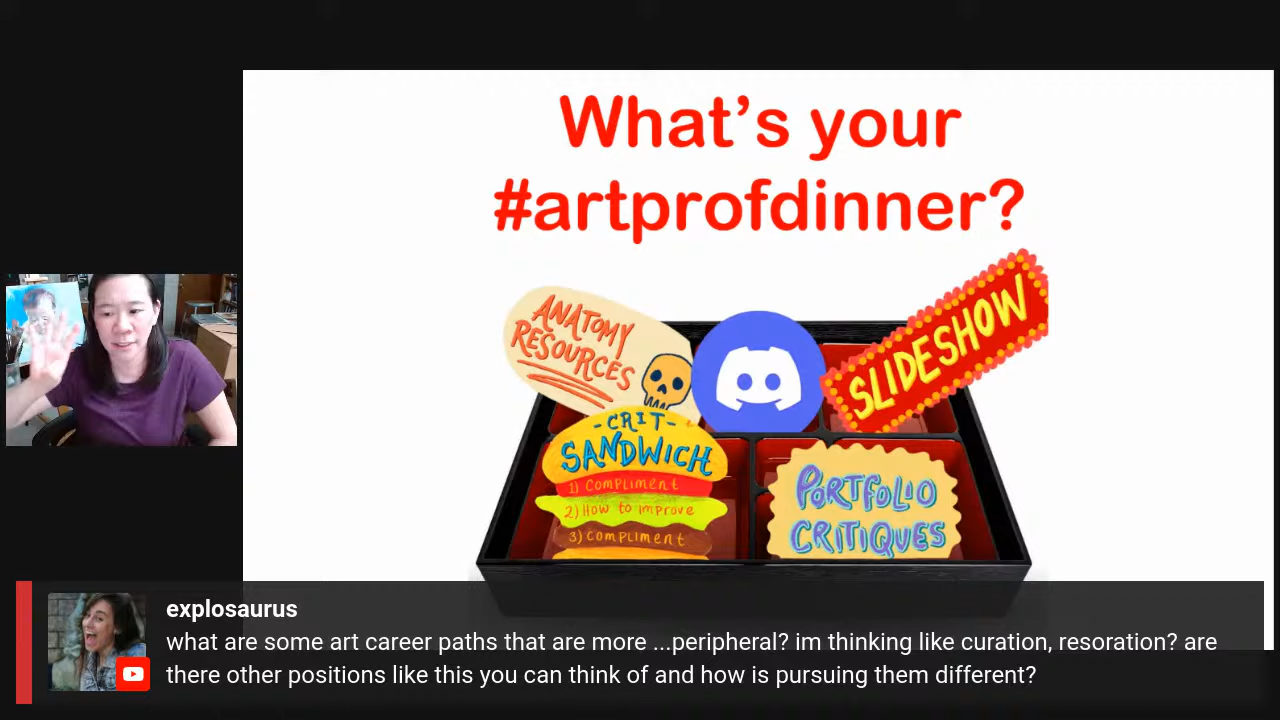 What's your
#artprofdinner?
ANATOMY
RESOURCES
SLIDESHOW
-CRIT-
SANDWICH
1) COMPLIMENT
2) HOW TO IMPROVE
3) COMPLIMENT
PORTFOLIO
CRITIQUES
explosaurus
what are some art career paths that are more ...peripheral? im thinking like curation, resoration? are
there other positions like this you can think of and how is pursuing them different?